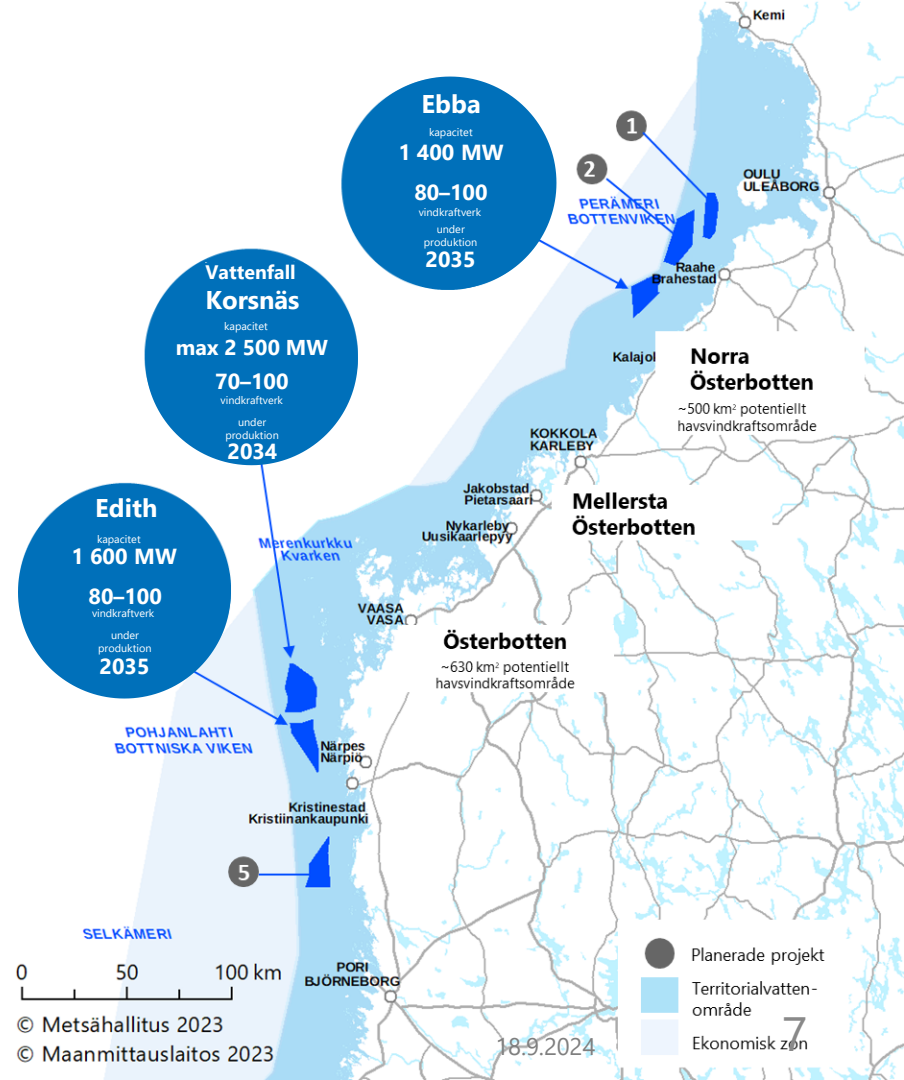 Kemi
Ebba
kapacitet
1 400 MW
80–100
vindkraftverk
under
produktion
2035
1
2
PERÄMERI
BOTTENVIKEN
OULU
ULEÅBORG
Raahe
Brahestad
Kalajo
Vattenfall
Korsnäs
kapacitet
max 2 500 MW
70–100
vindkraftverk
under
produktion
2034
Norra
Österbotten
~500 km² potentiellt
havsvindkraftsområde
KOKKOLA
KARLEBY
Jakobstad
Pietarsaari
Nykarleby
Uusikaarlepyy
Mellersta
Österbotten
Merenkurkku
Kvarken
Edith
kapacitet
1 600 MW
80–100
vindkraftverk
under
produktion
2035
VAASA
VASA
Österbotten
~630 km² potentiellt
havsvindkraftsområde
POHJANLAHTI
BOTTNISKA VIKEN
Närpes
Närpiö
Kristinestad
Kristiinankaupunki
5
SELKÄMERI
PORI
BJÖRNEBORG
0 50 100 km
© Metsähallitus 2023
© Maanmittauslaitos 2023
Planerade projekt
Territorialvatten-
område
Ekonomisk zon
18.9.2024
7